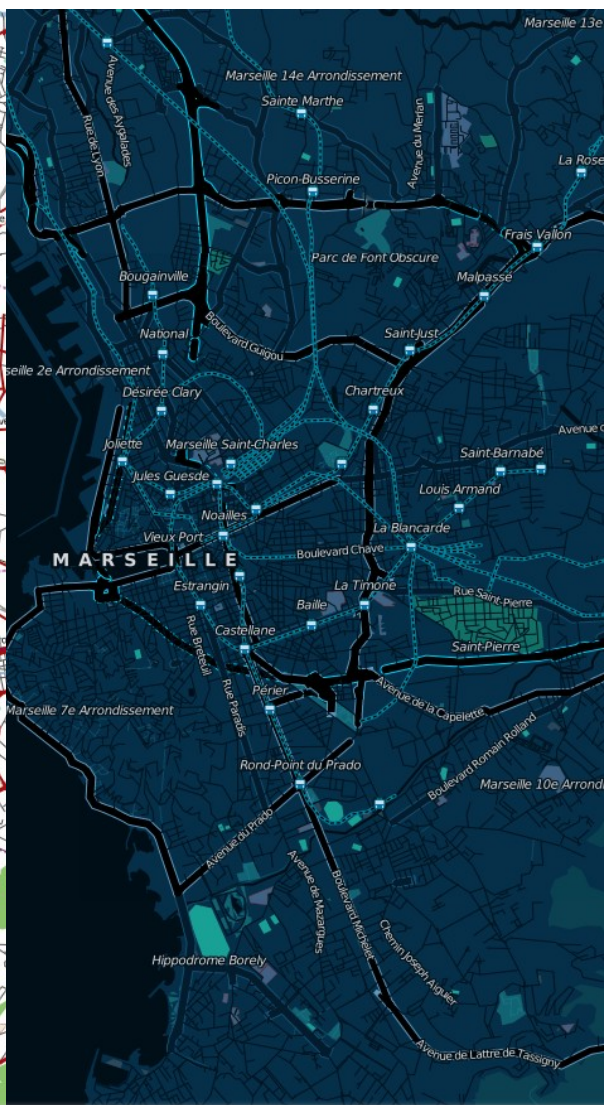 Marseille 13e
Avenue des Aygalades
Rue de Lyon
Marseille 14e Arrondissement
Sainte Marthe
Avenue du Merlan
La Rose
Picon-Busserine
Frais Vallon
Parc de Font Obscure
Bougainville
Malpassé
National
Boulevard Guigou
Saint-Just
seille 2e Arrondissement
Désirée Clary
Chartreux
Avenue
Joliette
Marseille Saint-Charles
Saint-Barnabé
Jules Guesde
Louis Armand
Noailles
La Blancarde
Vieux Port
Boulevard Chave
MARSEILLE
Estrangin
La Timone
Rue Saint-Pierre
Baille
Rue Breteuil
Castellane
Saint-Pierre
Rue Paradis
Périer
Avenue de la Capelette
Marseille 7e Arrondissement
Boulevard Romain Rolland
Rond-Point du Prado
Marseille 10e Arrondi
Avenue du Prado
Avenue de Mazargues
Boulevard Michelet
Chemin Joseph Aiguier
Hippodrome Borely
Avenue de Lattre de Tassigny